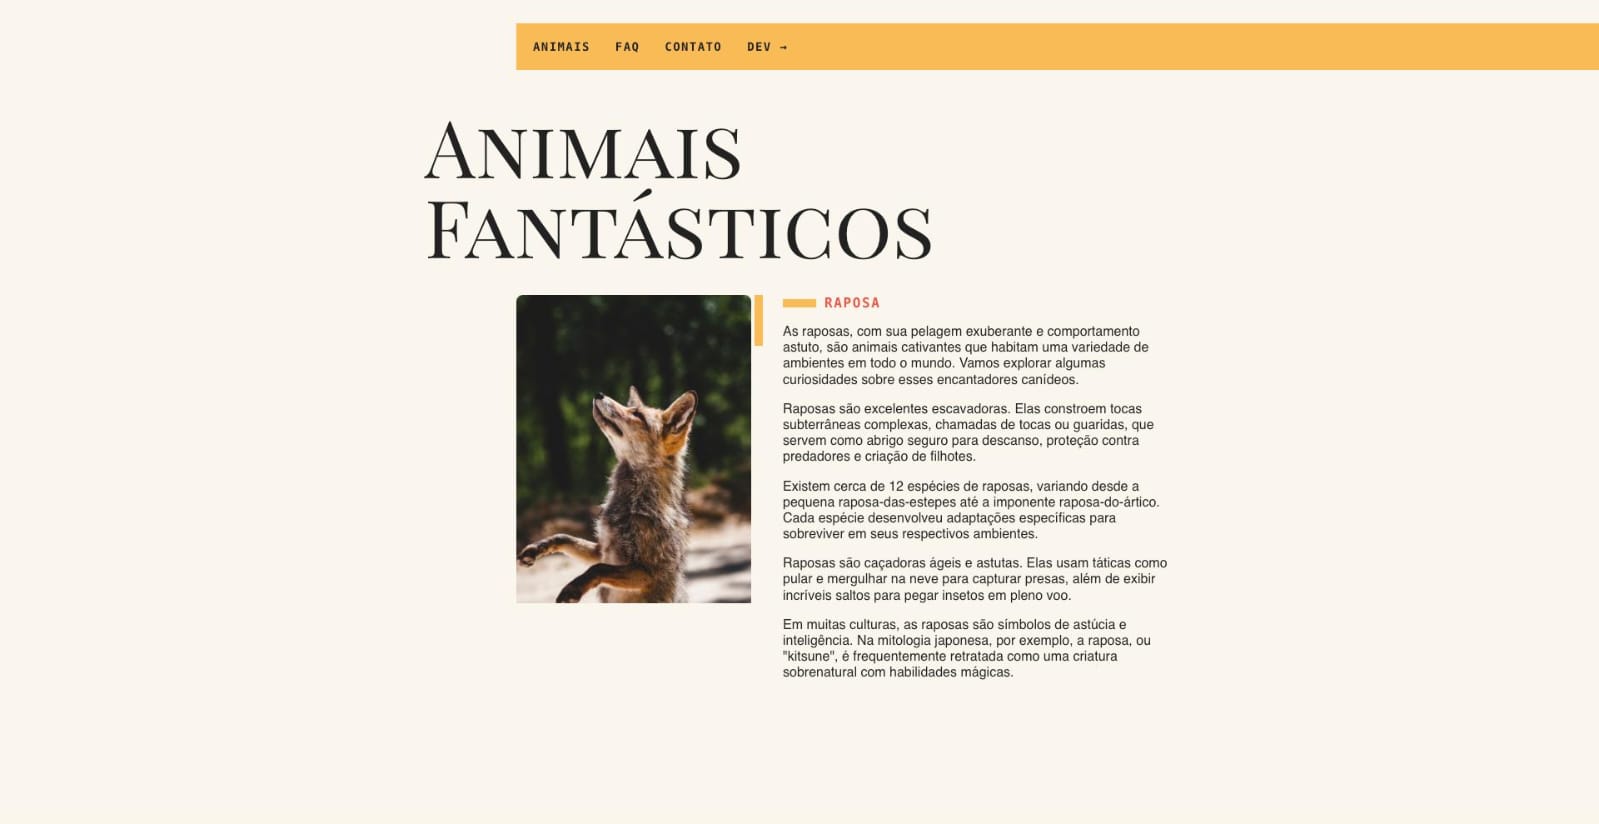 ANIMAIS FAQ CONTATO DEV →
ANIMAIS
FANTÁSTICOS
RAPOSA
As raposas, com sua pelagem exuberante e comportamento
astuto, são animais cativantes que habitam uma variedade de
ambientes em todo o mundo. Vamos explorar algumas
curiosidades sobre esses encantadores canídeos.
Raposas são excelentes escavadoras. Elas constroem tocas
subterrâneas complexas, chamadas de tocas ou guaridas, que
servem como abrigo seguro para descanso, proteção contra
predadores e criação de filhotes.
Existem cerca de 12 espécies de raposas, variando desde a
pequena raposa-das-estepes até a imponente raposa-do-ártico.
Cada espécie desenvolveu adaptações específicas para
sobreviver em seus respectivos ambientes.
Raposas são caçadoras ágeis e astutas. Elas usam táticas como
pular e mergulhar na neve para capturar presas, além de exibir
incríveis saltos para pegar insetos em pleno voo.
Em muitas culturas, as raposas são símbolos de astúcia e
inteligência. Na mitologia japonesa, por exemplo, a raposa, ou
"kitsune", é frequentemente retratada como uma criatura
sobrenatural com habilidades mágicas.